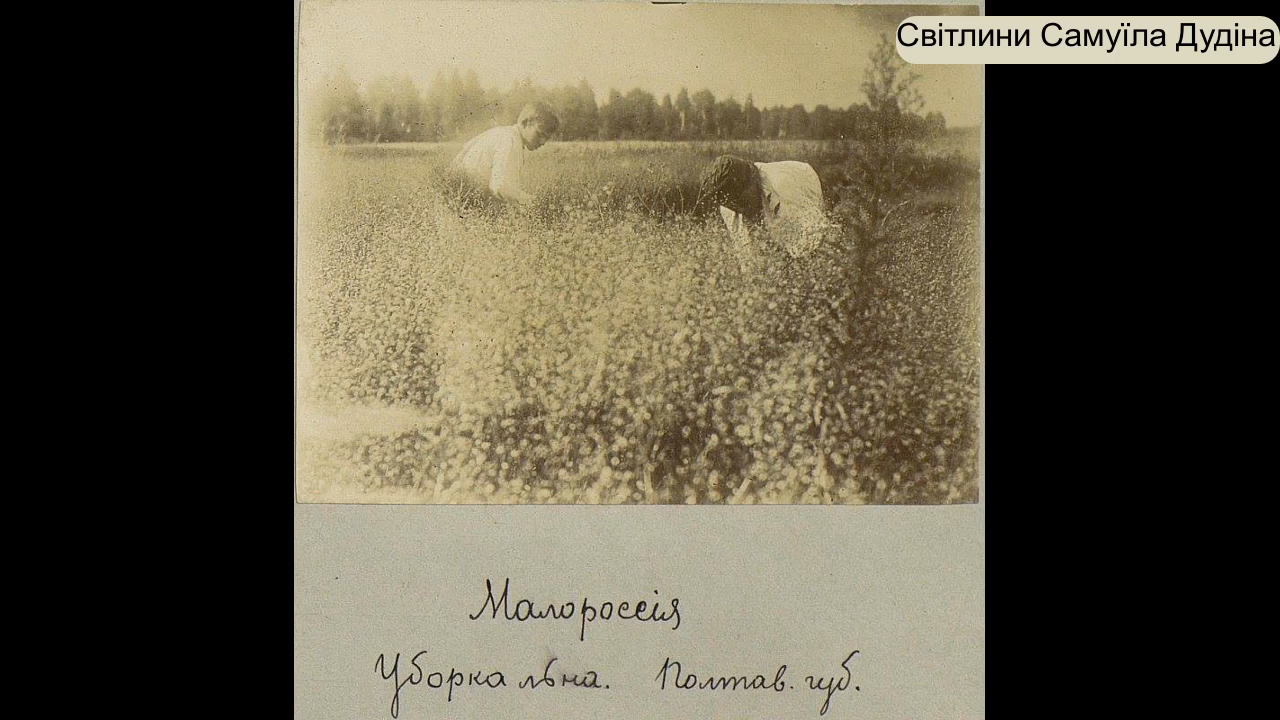 Світлини Самуїла Дудіна
Малороссія
Уборка льна. Полтав. губ.